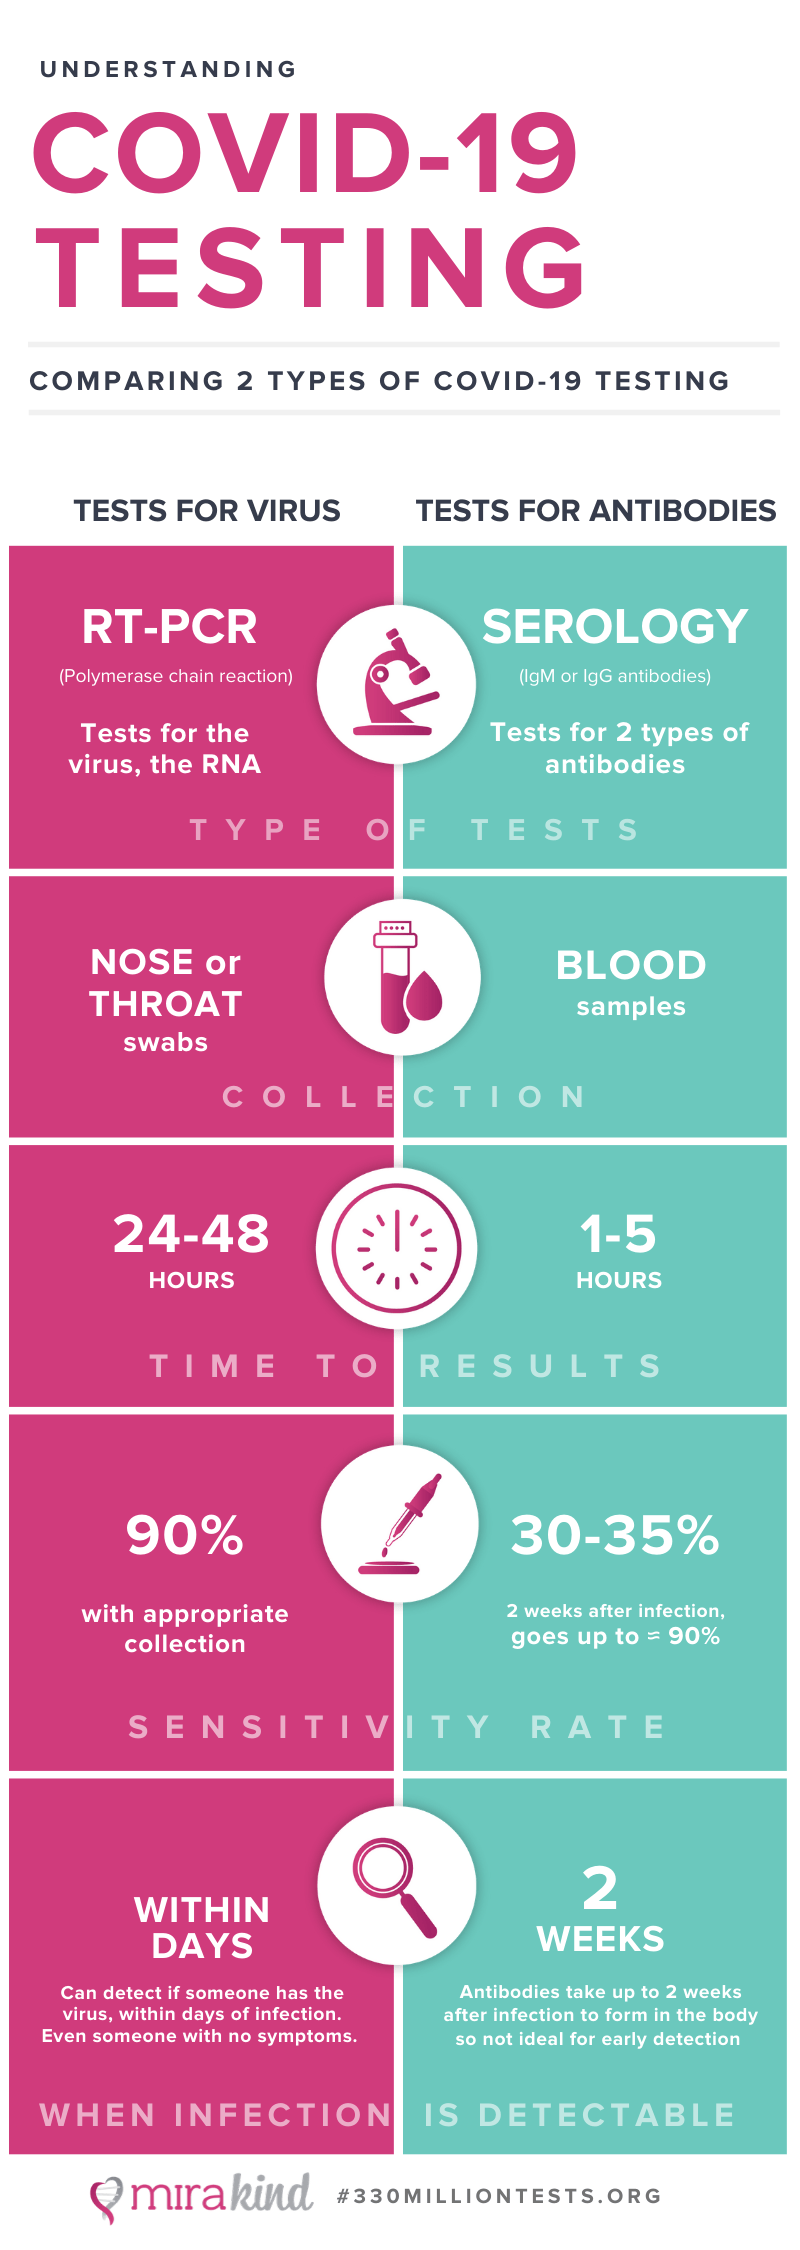 UNDERSTANDING
COVID-19
TESTING
COMPARING 2 TYPES OF COVID-19 TESTING
TESTS FOR VIRUS
TESTS FOR ANTIBODIES
RT-PCR
(Polymerase chain reaction)
Tests for the
virus, the RNA
SEROLOGY
(IgM or IgG antibodies)
Tests for 2 types of
antibodies
TYPE OF TESTS
NOSE or
THROAT
swabs
BLOOD
samples
COLLECTION
24-48
HOURS
1-5
HOURS
TIME TO RESULTS
90%
with appropriate
collection
30-35%
2 weeks after infection,
goes up to ≈ 90%
SENSITIVITY RATE
WITHIN
DAYS
Can detect if someone has the
virus, within days of infection.
Even someone with no symptoms.
2
WEEKS
Antibodies take up to 2 weeks
after infection to form in the body
so not ideal for early detection
WHEN INFECTION IS DETECTABLE
mirakind
#330MILLIONTESTS.ORG